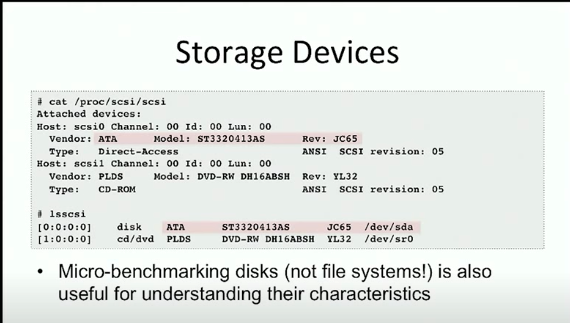 Storage Devices
# cat /proc/scsi/scsi
Attached devices:
Host: scsi0 Channel: 00 Id: 00 Lun: 00
Vendor: ATA Model: ST3320413AS Rev: JC65
Type: Direct-Access ANSI SCSI revision: 05
Host: scsi1 Channel: 00 Id: 00 Lun: 00
Vendor: PLDS Model: DVD-RW DH16ABSH Rev: YL32
Type: CD-ROM ANSI SCSI revision: 05
# lsscsi
[0:0:0:0] disk ATA ST3320413AS JC65 /dev/sda
[1:0:0:0] cd/dvd PLDS DVD-RW DH16ABSH YL32 /dev/sr0
• Micro-benchmarking disks (not file systems!) is also
useful for understanding their characteristics